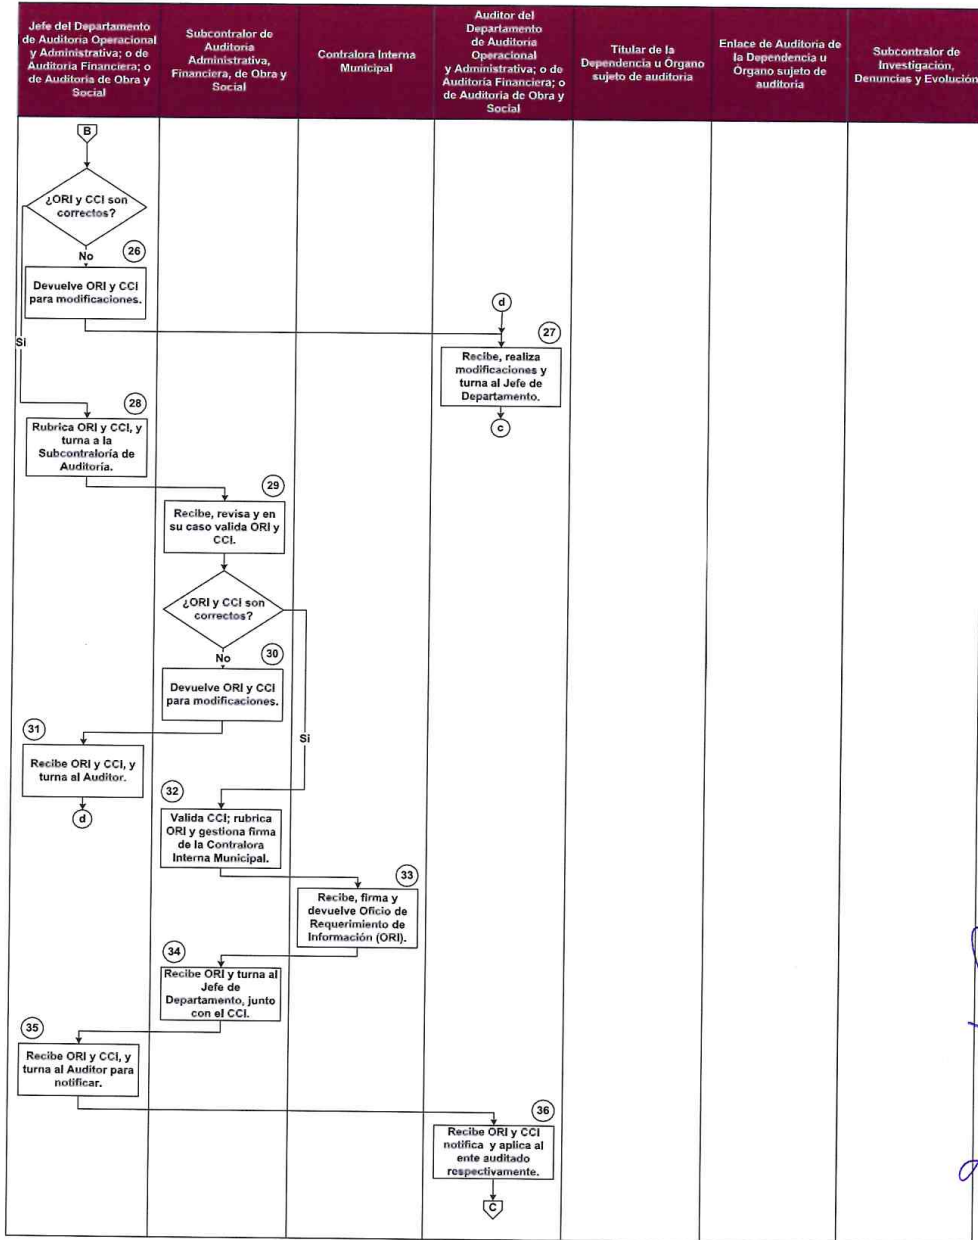 Jefe del Departamento
de Auditoría Operacional
y Administrativa; o de
Auditoría Financiera; o
de Auditoría de Obra y
Social
Subcontralor de
Auditoría
Administrativa,
Financiera, de Obra y
Social
Contralora Interna
Municipal
Auditor del
Departamento
de Auditoría
Operacional
y Administrativa; o de
Auditoría Financiera; o
de Auditoría de Obra y
Social
Titular de la
Dependencia u Órgano
sujeto de auditoría
Enlace de Auditoría de
la Dependencia u
Órgano sujeto de
auditoría
Subcontralor de
Investigación,
Denuncias y Evolución
B
¿ORI y CCI son
correctos?
No
26
Devuelve ORI y CCI
para modificaciones.
Si
d
27
Recibe, realiza
modificaciones y
turna al Jefe de
Departamento.
c
28
Rubrica ORI y CCI, y
turna a la
Subcontraloría de
Auditoría.
29
Recibe, revisa y en
su caso valida ORI y
CCI.
¿ORI y CCI son
correctos?
No
30
Devuelve ORI y CCI
para modificaciones.
Si
31
Recibe ORI y CCI, y
turna al Auditor.
d
32
Valida CCI; rubrica
ORI y gestiona firma
de la Contralora
Interna Municipal.
33
Recibe, firma y
devuelve Oficio de
Requerimiento de
Información (ORI).
34
Recibe ORI y turna al
Jefe de
Departamento, junto
con el CCI.
35
Recibe ORI y CCI, y
turna al Auditor para
notificar.
36
Recibe ORI y CCI
notifica y aplica al
ente auditado
respectivamente.
C